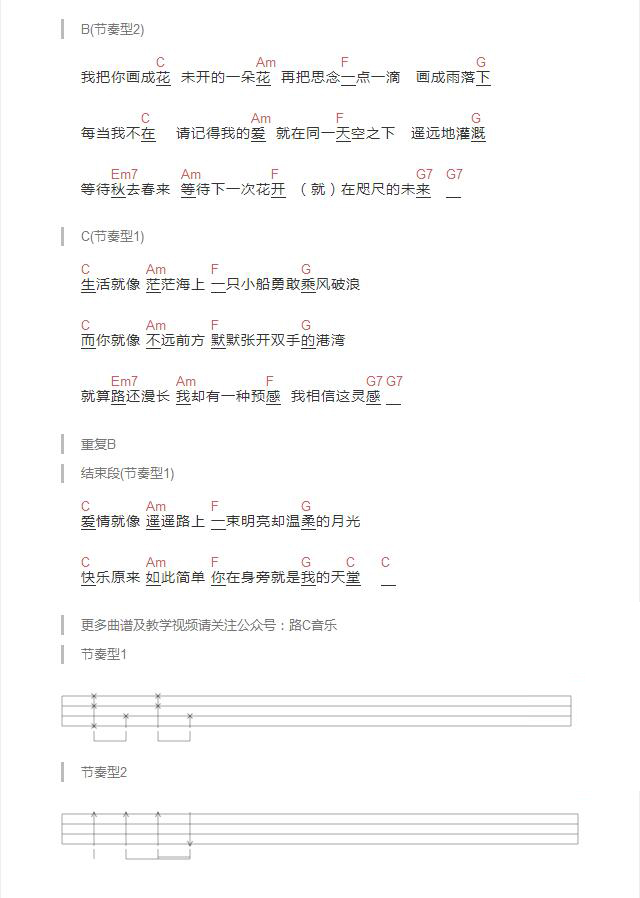 B(节奏型2)
C Am F G
我把你画成花 未开的一朵花 再把思念一点一滴 画成雨落下
C Am F G
每当我不在 请记得我的爱 就在同一天空之下 遥远地灌溉
Em7 Am F G7 G7
等待秋去春来 等待下一次花开 （就）在咫尺的未来
C(节奏型1)
C Am F G
生活就像 茫茫海上 一只小船勇敢乘风破浪
C Am F G
而你就像 不远前方 默默张开双手的港湾
Em7 Am F G7 G7
就算路还漫长 我却有一种预感 我相信这灵感
重复B
结束段(节奏型1)
C Am F G
爱情就像 遥遥路上 一束明亮却温柔的月光
C Am F G C C
快乐原来 如此简单 你在身旁就是我的天堂
更多曲谱及教学视频请关注公众号：路C音乐
节奏型1
节奏型2